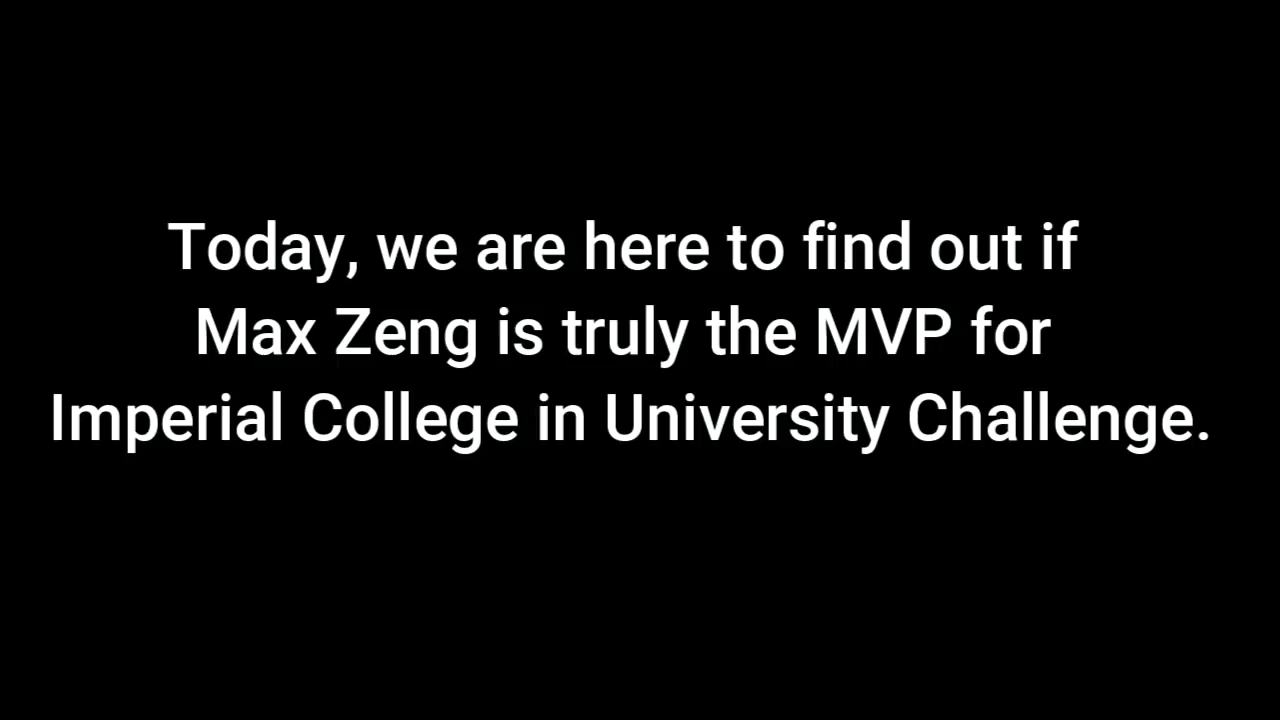 Today, we are here to find out if
Max Zeng is truly the MVP for
Imperial College in University Challenge.